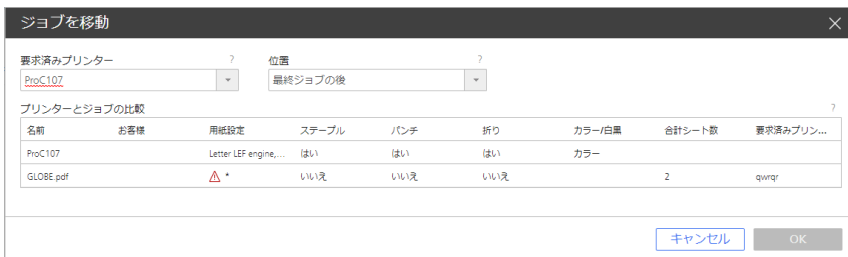 ジョブを移動
要求済みプリンター ? 位置 ?
ProC107 最終ジョブの後
プリンターとジョブの比較 ?
名前 お客様 用紙設定 ステープル パンチ 折り カラー/白黒 合計シート数 要求済みプリン...
ProC107 Letter LEF engine,... はい はい はい カラー
GLOBE.pdf * いいえ いいえ いいえ 2 qwrqr
キャンセル OK